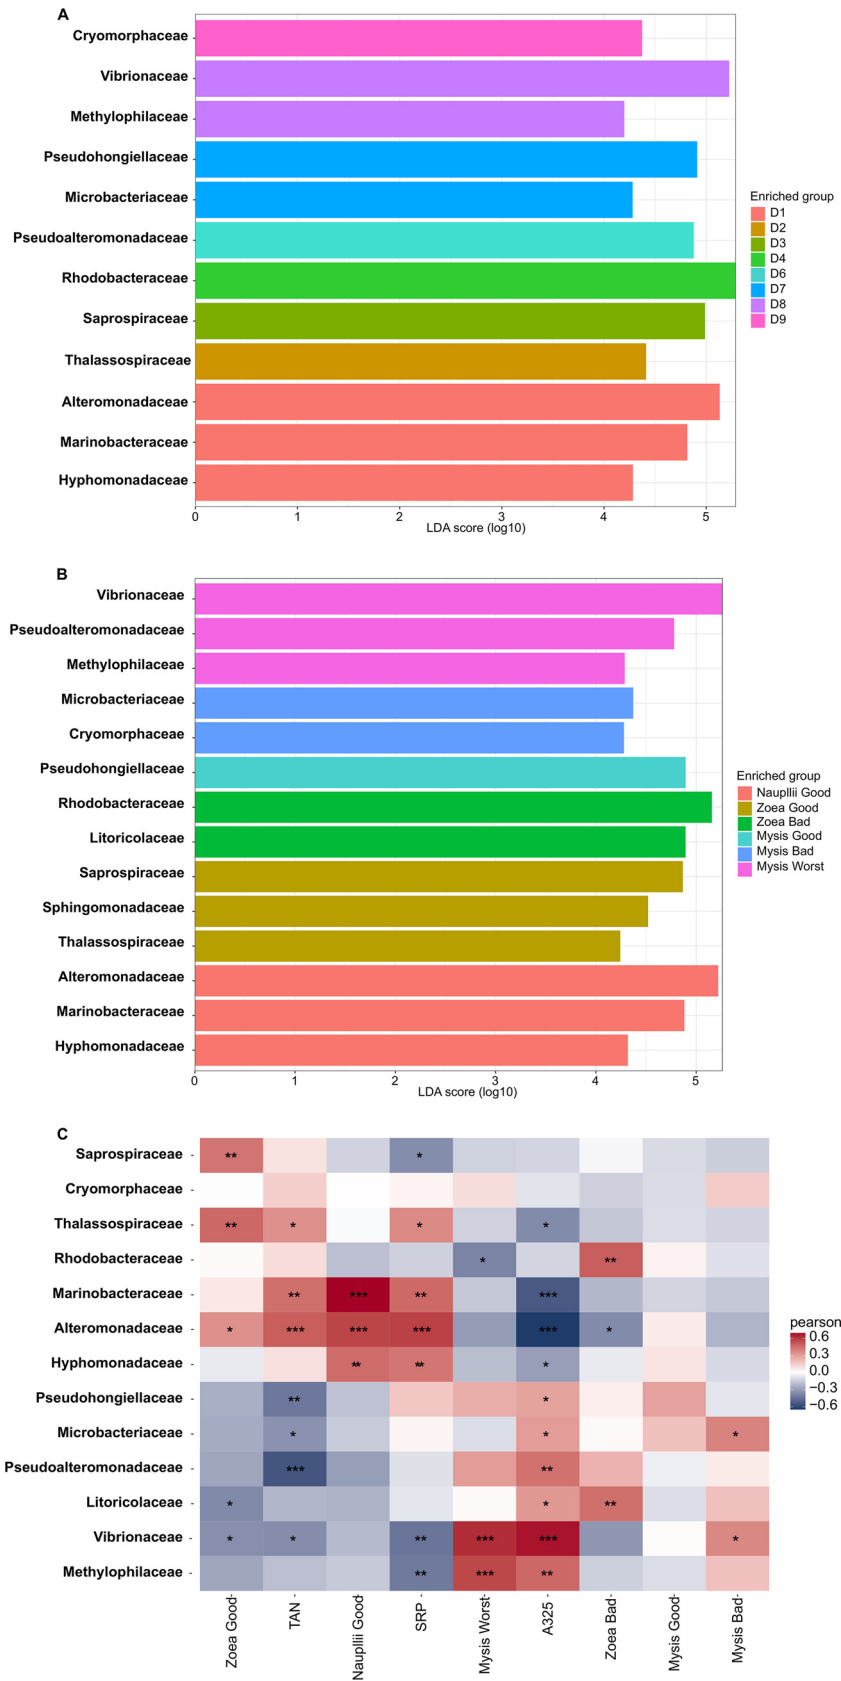 A
Cryomorphaceae
Vibrionaceae
Methylophilaceae
Pseudohongiellaceae
Microbacteriaceae
Pseudoalteromonadaceae
Rhodobacteraceae
Saprospiraceae
Thalassospiraceae
Alteromonadaceae
Marinobacteraceae
Hyphomonadaceae
0 1 2 3 4 5
LDA score (log10)
Enriched group
D1
D2
D3
D4
D6
D7
D8
D9
B
Vibrionaceae
Pseudoalteromonadaceae
Methylophilaceae
Microbacteriaceae
Cryomorphaceae
Pseudohongiellaceae
Rhodobacteraceae
Litoricolaceae
Saprospiraceae
Sphingomonadaceae
Thalassospiraceae
Alteromonadaceae
Marinobacteraceae
Hyphomonadaceae
0 1 2 3 4 5
LDA score (log10)
Enriched group
Naupllii Good
Zoea Good
Zoea Bad
Mysis Good
Mysis Bad
Mysis Worst
C
Saprospiraceae ** *
Cryomorphaceae
Thalassospiraceae ** * * *
Rhodobacteraceae * **
Marinobacteraceae ** *** ** ***
Alteromonadaceae * *** *** *** *** *
Hyphomonadaceae ** ** *
Pseudohongiellaceae ** *
Microbacteriaceae * * *
Pseudoalteromonadaceae *** **
Litoricolaceae * * **
Vibrionaceae * * ** *** *** *
Methylophilaceae ** *** **
Zoea Good
TAN
Naupllii Good
SRP
Mysis Worst
A325
Zoea Bad
Mysis Good
Mysis Bad
pearson
0.6
0.3
0.0
−0.3
−0.6